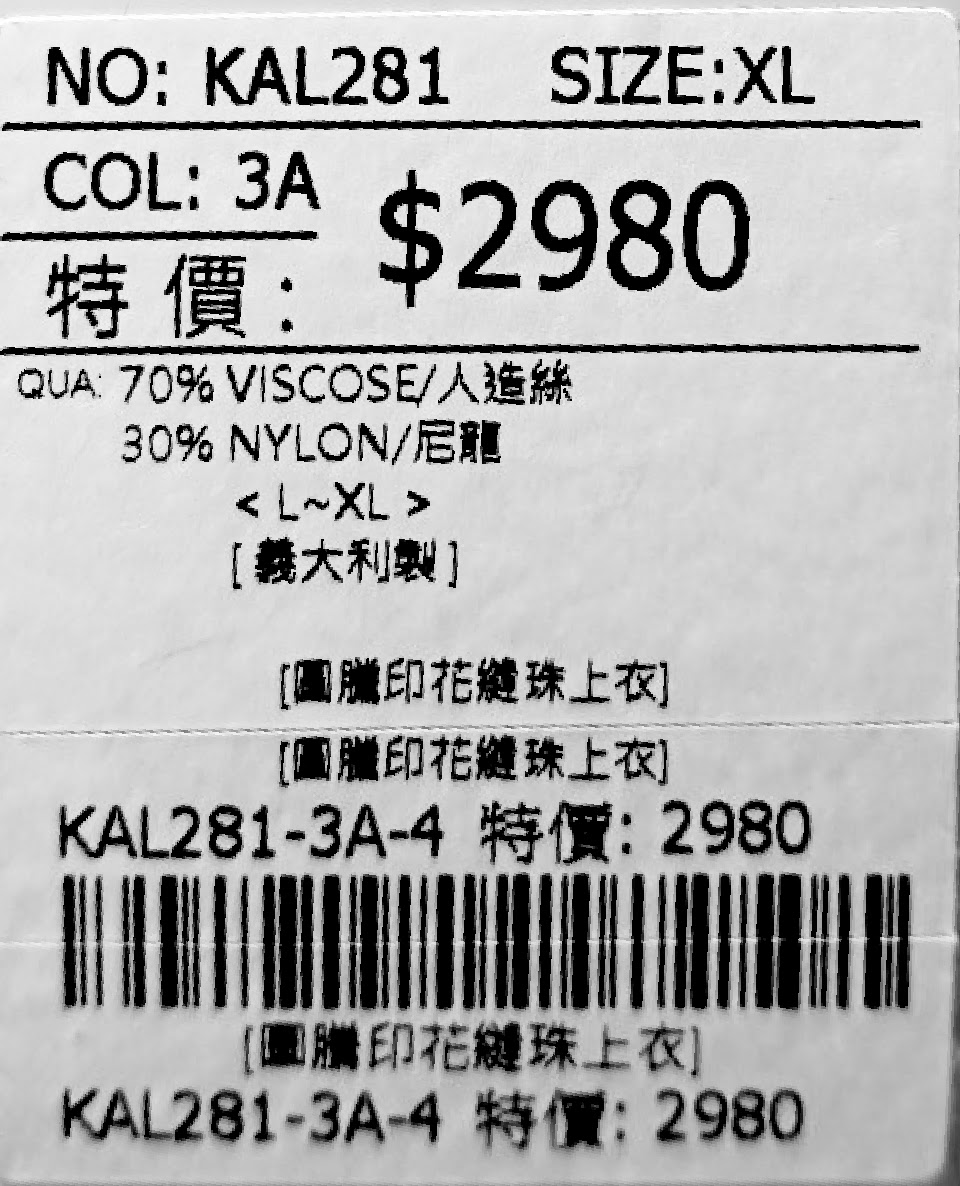 NO: KAL281 SIZE:XL
COL: 3A
$2980
特價:
QUA: 70% VISCOSE/人造絲
30% NYLON/尼龍
< L~XL >
[ 義大利製 ]
[圖騰印花縫珠上衣]
[圖騰印花縫珠上衣]
KAL281-3A-4 特價: 2980
[圖騰印花縫珠上衣]
KAL281-3A-4 特價: 2980